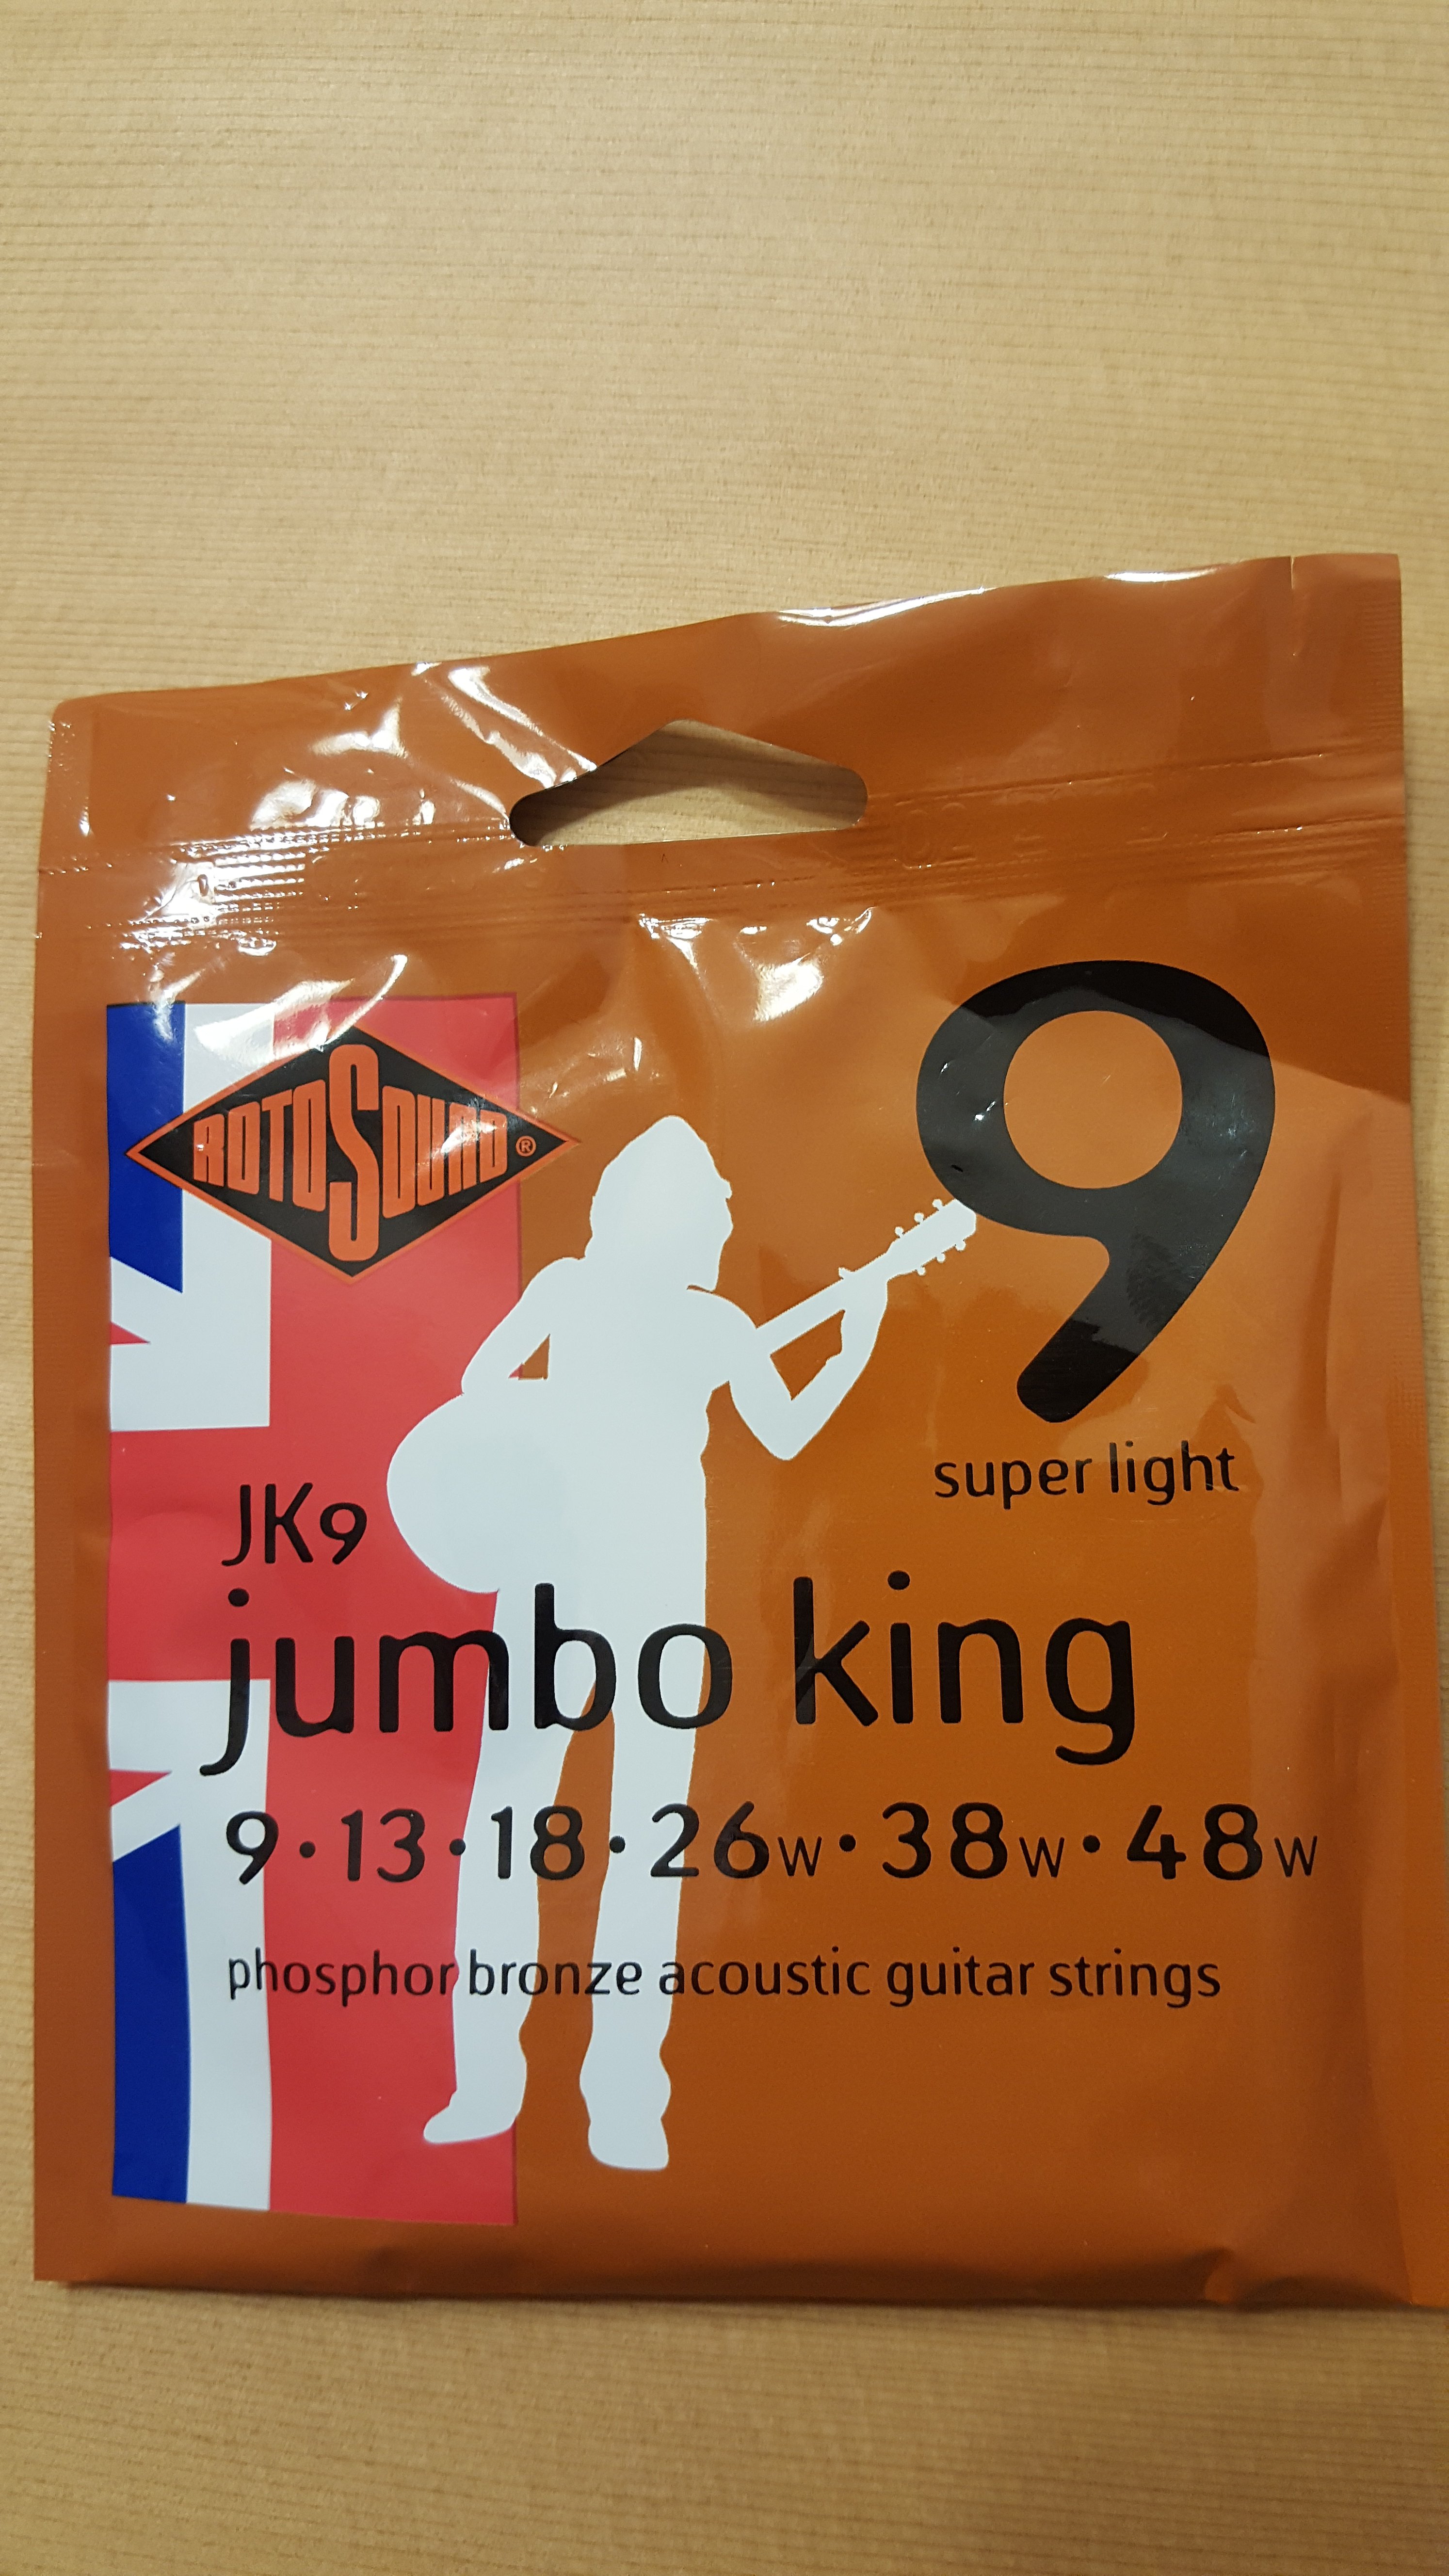 ROTOSOUND®
9
super light
JK9
jumbo king
9·13·18·26w·38w·48w
phosphor bronze acoustic guitar strings